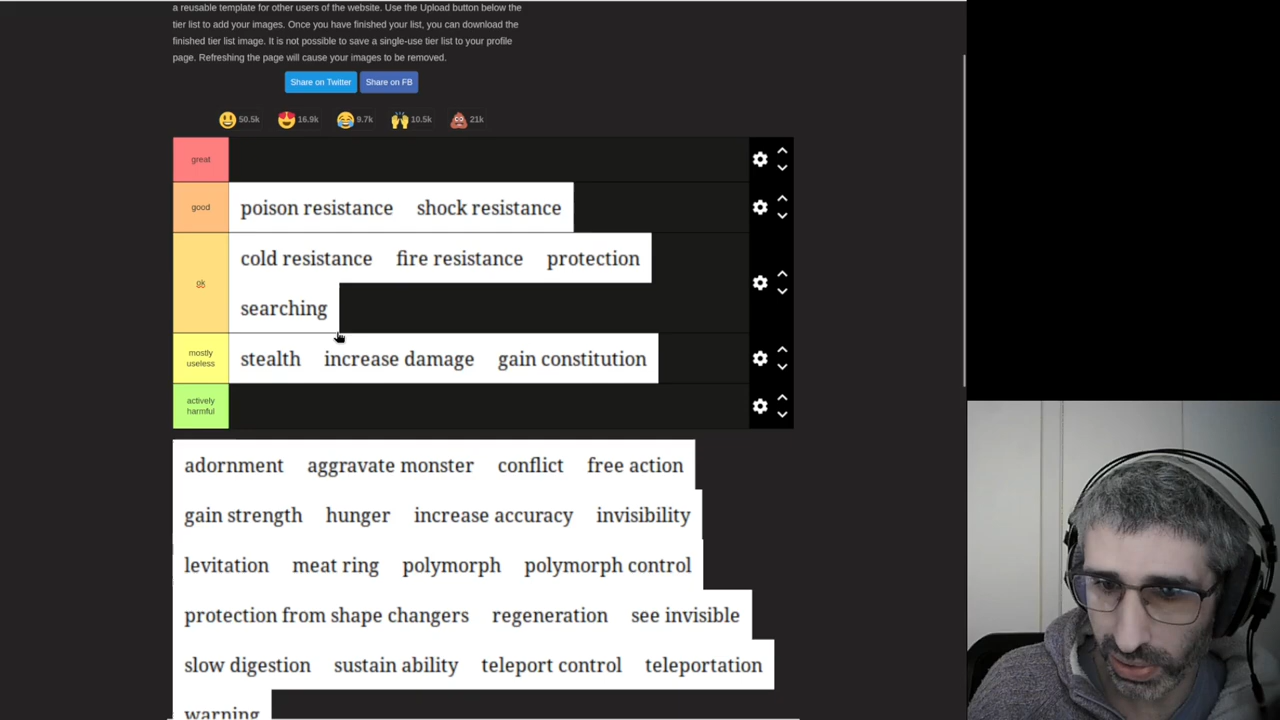 a reusable template for other users of the website. Use the Upload button below the
tier list to add your images. Once you have finished your list, you can download the
finished tier list image. It is not possible to save a single-use tier list to your profile
page. Refreshing the page will cause your images to be removed.
Share on Twitter Share on FB
50.5k 16.9k 9.7k 10.5k 21k
great
good poison resistance shock resistance
ok cold resistance fire resistance protection
searching
mostly useless stealth increase damage gain constitution
actively harmful
adornment aggravate monster conflict free action
gain strength hunger increase accuracy invisibility
levitation meat ring polymorph polymorph control
protection from shape changers regeneration see invisible
slow digestion sustain ability teleport control teleportation
warning